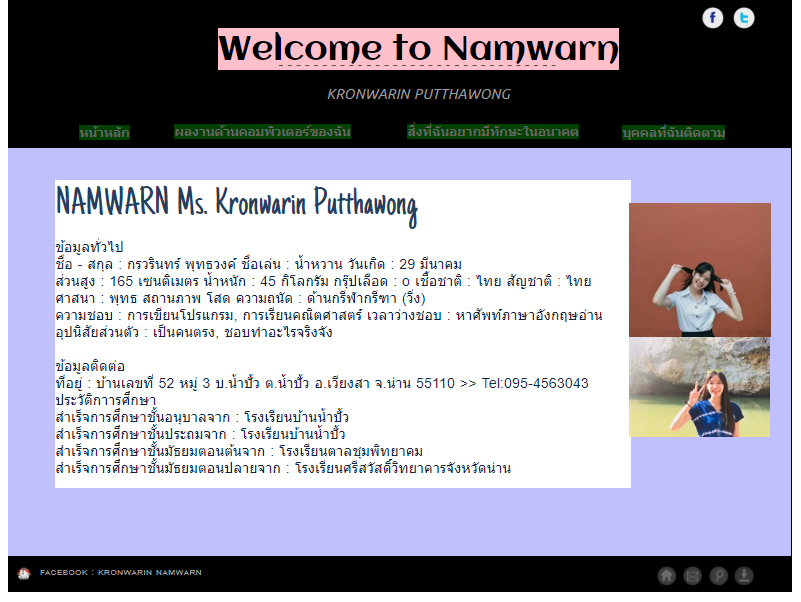 Welcome to Namwarn
KRONWARIN PUTTHAWONG
หน้าหลัก ผลงานด้านคอมพิวเตอร์ของฉัน สิ่งที่ฉันอยากมีทักษะในอนาคต บุคคลที่ฉันติดตาม
NAMWARN Ms. Kronwarin Putthawong
ข้อมูลทั่วไป
ชื่อ - สกุล : กรวรินทร์ พุทธวงค์ ชื่อเล่น : น้ำหวาน วันเกิด : 29 มีนาคม
ส่วนสูง : 165 เซนติเมตร น้ำหนัก : 45 กิโลกรัม กรุ๊ปเลือด : o เชื้อชาติ : ไทย สัญชาติ : ไทย
ศาสนา : พุทธ สถานภาพ โสด ความถนัด : ด้านกรีฬากรีฑา (วิ่ง)
ความชอบ : การเขียนโปรแกรม, การเรียนคณิตศาสตร์ เวลาว่างชอบ : หาศัพท์ภาษาอังกฤษอ่าน
อุปนิสัยส่วนตัว : เป็นคนตรง, ชอบทำอะไรจริงจัง
ข้อมูลติดต่อ
ที่อยู่ : บ้านเลขที่ 52 หมู่ 3 บ.น้ำปั้ว ต.น้ำปั้ว อ.เวียงสา จ.น่าน 55110 >> Tel:095-4563043
ประวัติการศึกษา
สำเร็จการศึกษาชั้นอนุบาลจาก : โรงเรียนบ้านน้ำปั้ว
สำเร็จการศึกษาชั้นประถมจาก : โรงเรียนบ้านน้ำปั้ว
สำเร็จการศึกษาชั้นมัธยมตอนต้นจาก : โรงเรียนตาลชุมพิทยาคม
สำเร็จการศึกษาชั้นมัธยมตอนปลายจาก : โรงเรียนศรีสวัสดิ์วิทยาคารจังหวัดน่าน
FACEBOOK : KRONWARIN NAMWARN